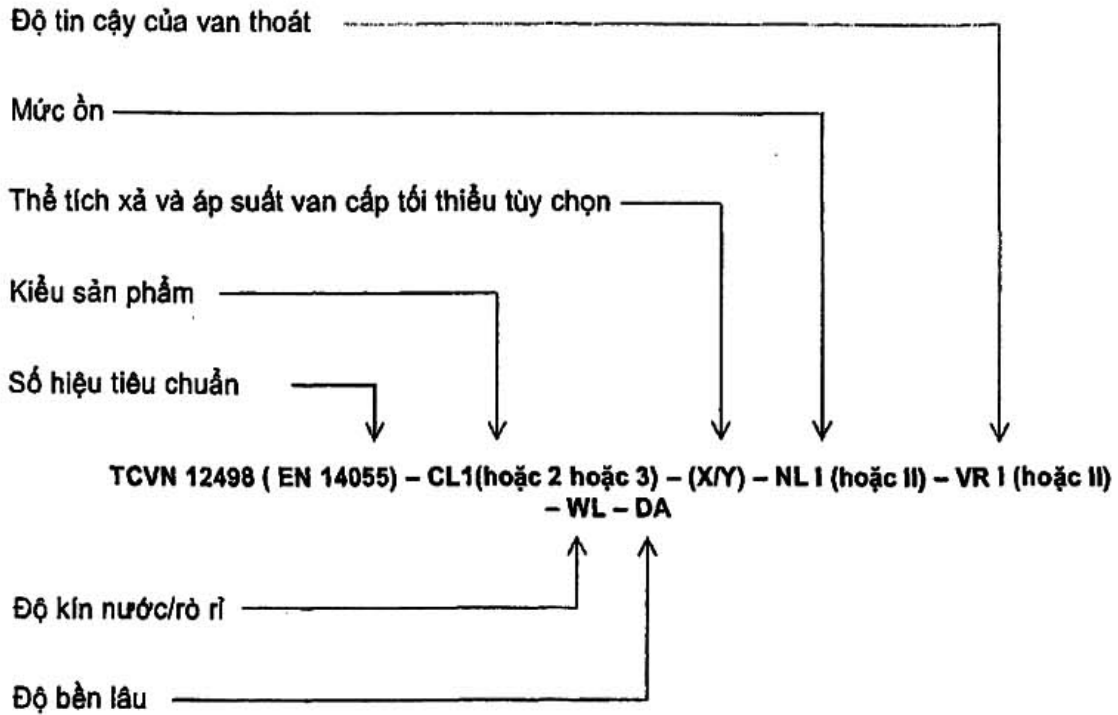 Độ tin cậy của van thoát
Mức ồn
Thể tích xả và áp suất van cấp tối thiểu tùy chọn
Kiểu sản phẩm
Số hiệu tiêu chuẩn
TCVN 12498 ( EN 14055) – CL1(hoặc 2 hoặc 3) – (X/Y) – NL I (hoặc II) – VR I (hoặc II)
– WL – DA
Độ kín nước/rò rỉ
Độ bền lâu